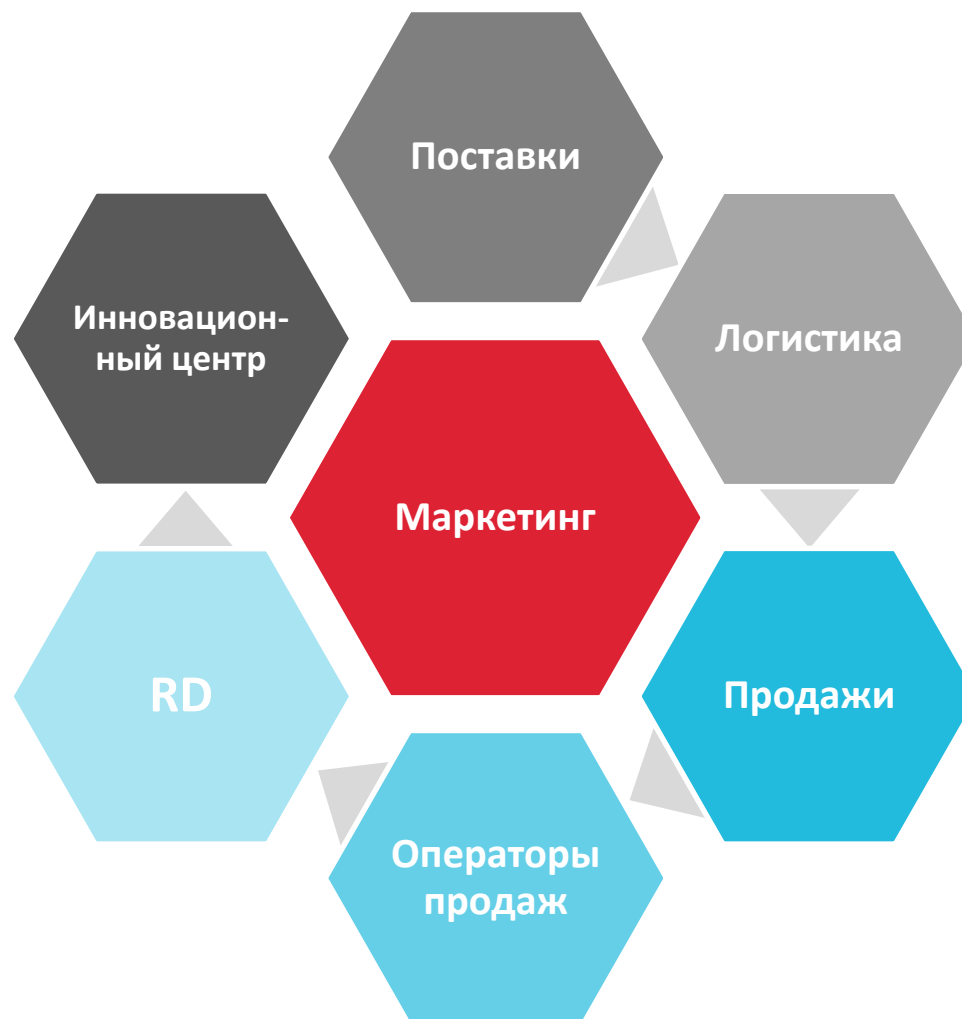 Поставки
Инновацион-
ный центр
Логистика
Маркетинг
RD
Продажи
Операторы
продаж